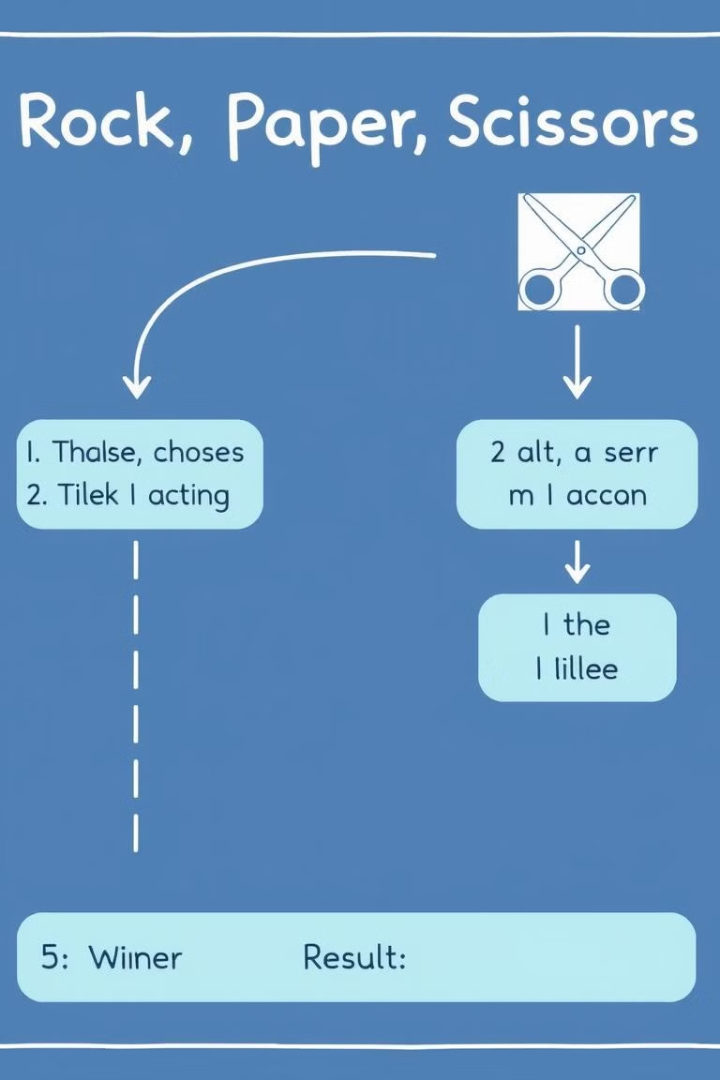 Rock, Paper, Scissors
1. Thalse, choses
2. Tilek I acting
2 alt, a serr
m I accan
I the
I lillee
5: Wiiner
Result: